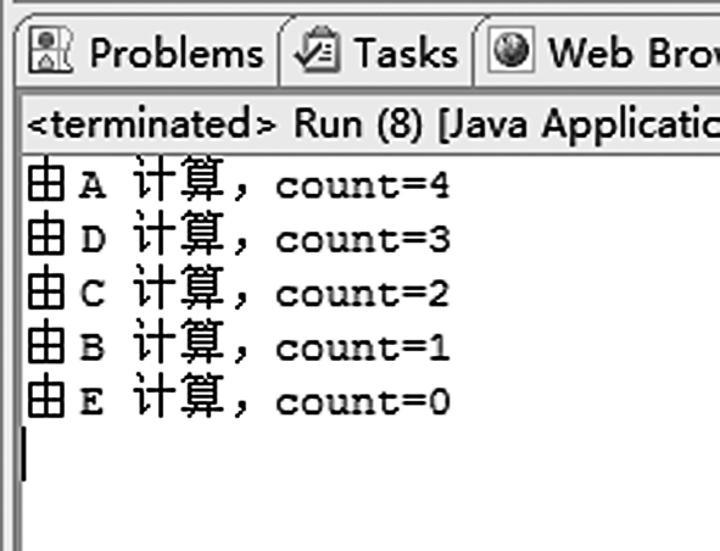 Problems Tasks Web Bro
<terminated> Run (8) [Java Applicatio
由 A 计算，count=4
由 D 计算，count=3
由 C 计算，count=2
由 B 计算，count=1
由 E 计算，count=0